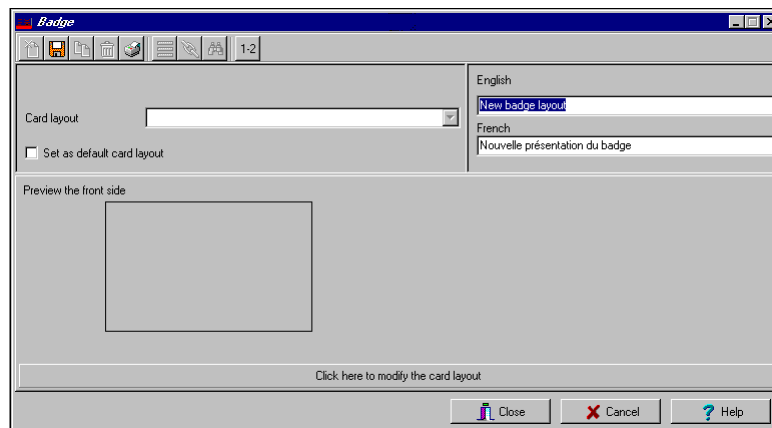 Badge
1-2
English
New badge layout
Card layout
French
Nouvelle présentation du badge
Set as default card layout
Preview the front side
Click here to modify the card layout
Close
Cancel
? Help